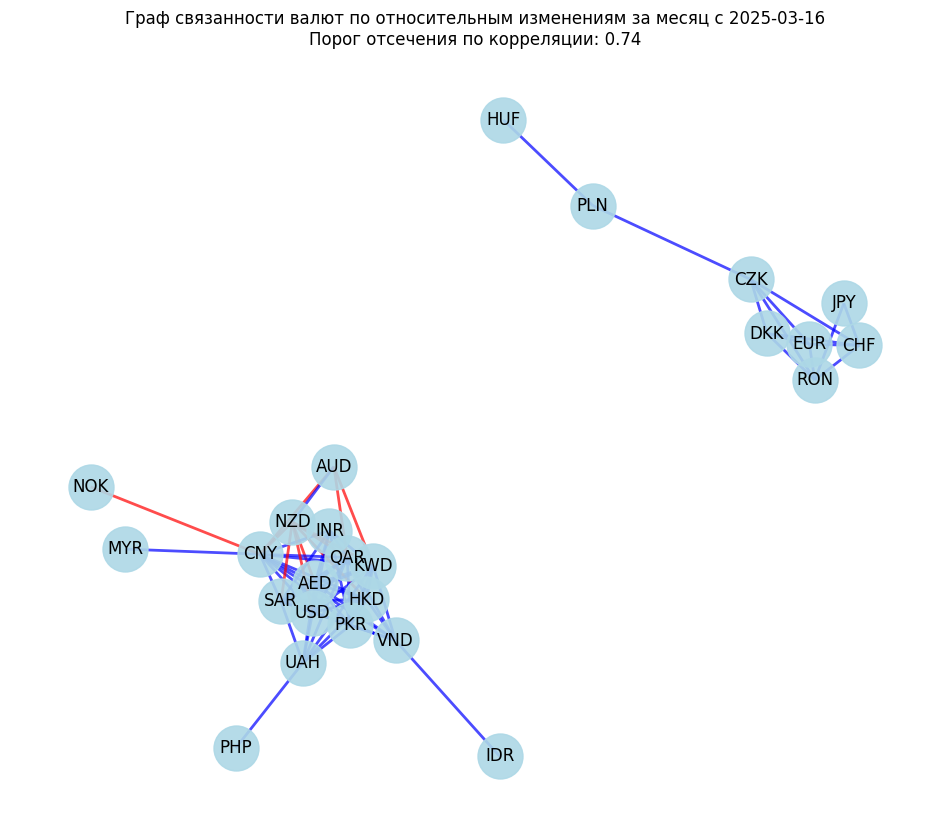 Граф связанности валют по относительным изменениям за месяц с 2025-03-16
Порог отсечения по корреляции: 0.74
HUF
PLN
CZK
JPY
DKK
EUR
CHF
RON
AUD
NOK
NZD
INR
MYR
CNY
QAR
KWD
AED
SAR
HKD
USD
PKR
VND
UAH
PHP
IDR